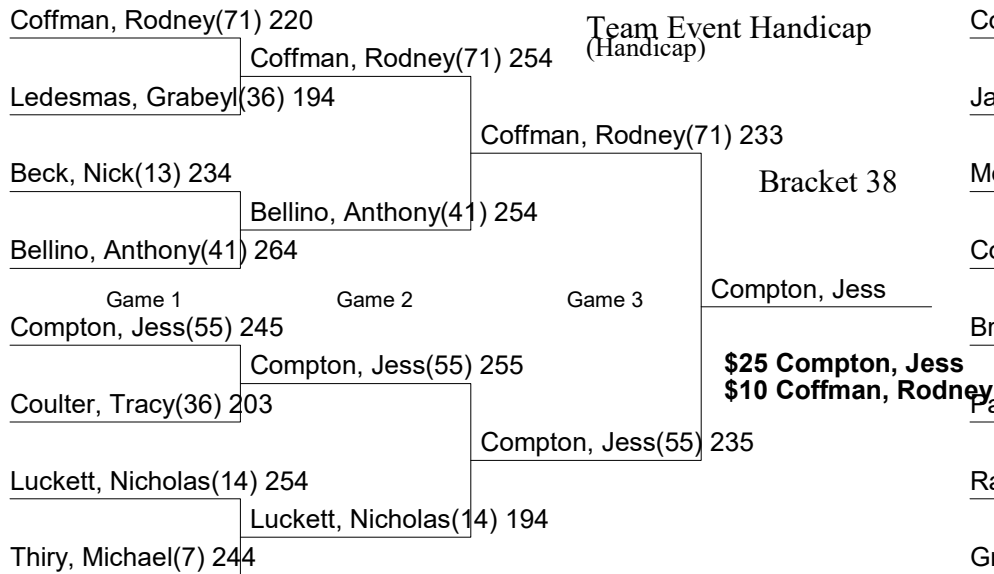 Coffman, Rodney(71) 220
Team Event Handicap
(Handicap)
Coffman, Rodney(71) 254
Ledesmas, Grabeyl(36) 194
Coffman, Rodney(71) 233
Beck, Nick(13) 234
Bracket 38
Bellino, Anthony(41) 254
Bellino, Anthony(41) 264
Game 1 Game 2 Game 3
Compton, Jess
Compton, Jess(55) 245
Compton, Jess(55) 255
$25 Compton, Jess
$10 Coffman, Rodney
Coulter, Tracy(36) 203
Compton, Jess(55) 235
Luckett, Nicholas(14) 254
Luckett, Nicholas(14) 194
Thiry, Michael(7) 244